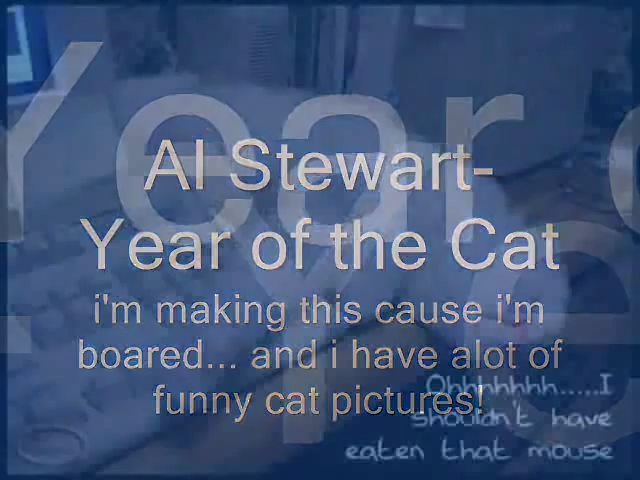 Year
Al Stewart-
Year of the Cat
i'm making this cause i'm
boared... and i have alot of
funny cat pictures!
Ohhhhhhh.....I
shouldn't have
eaten that mouse